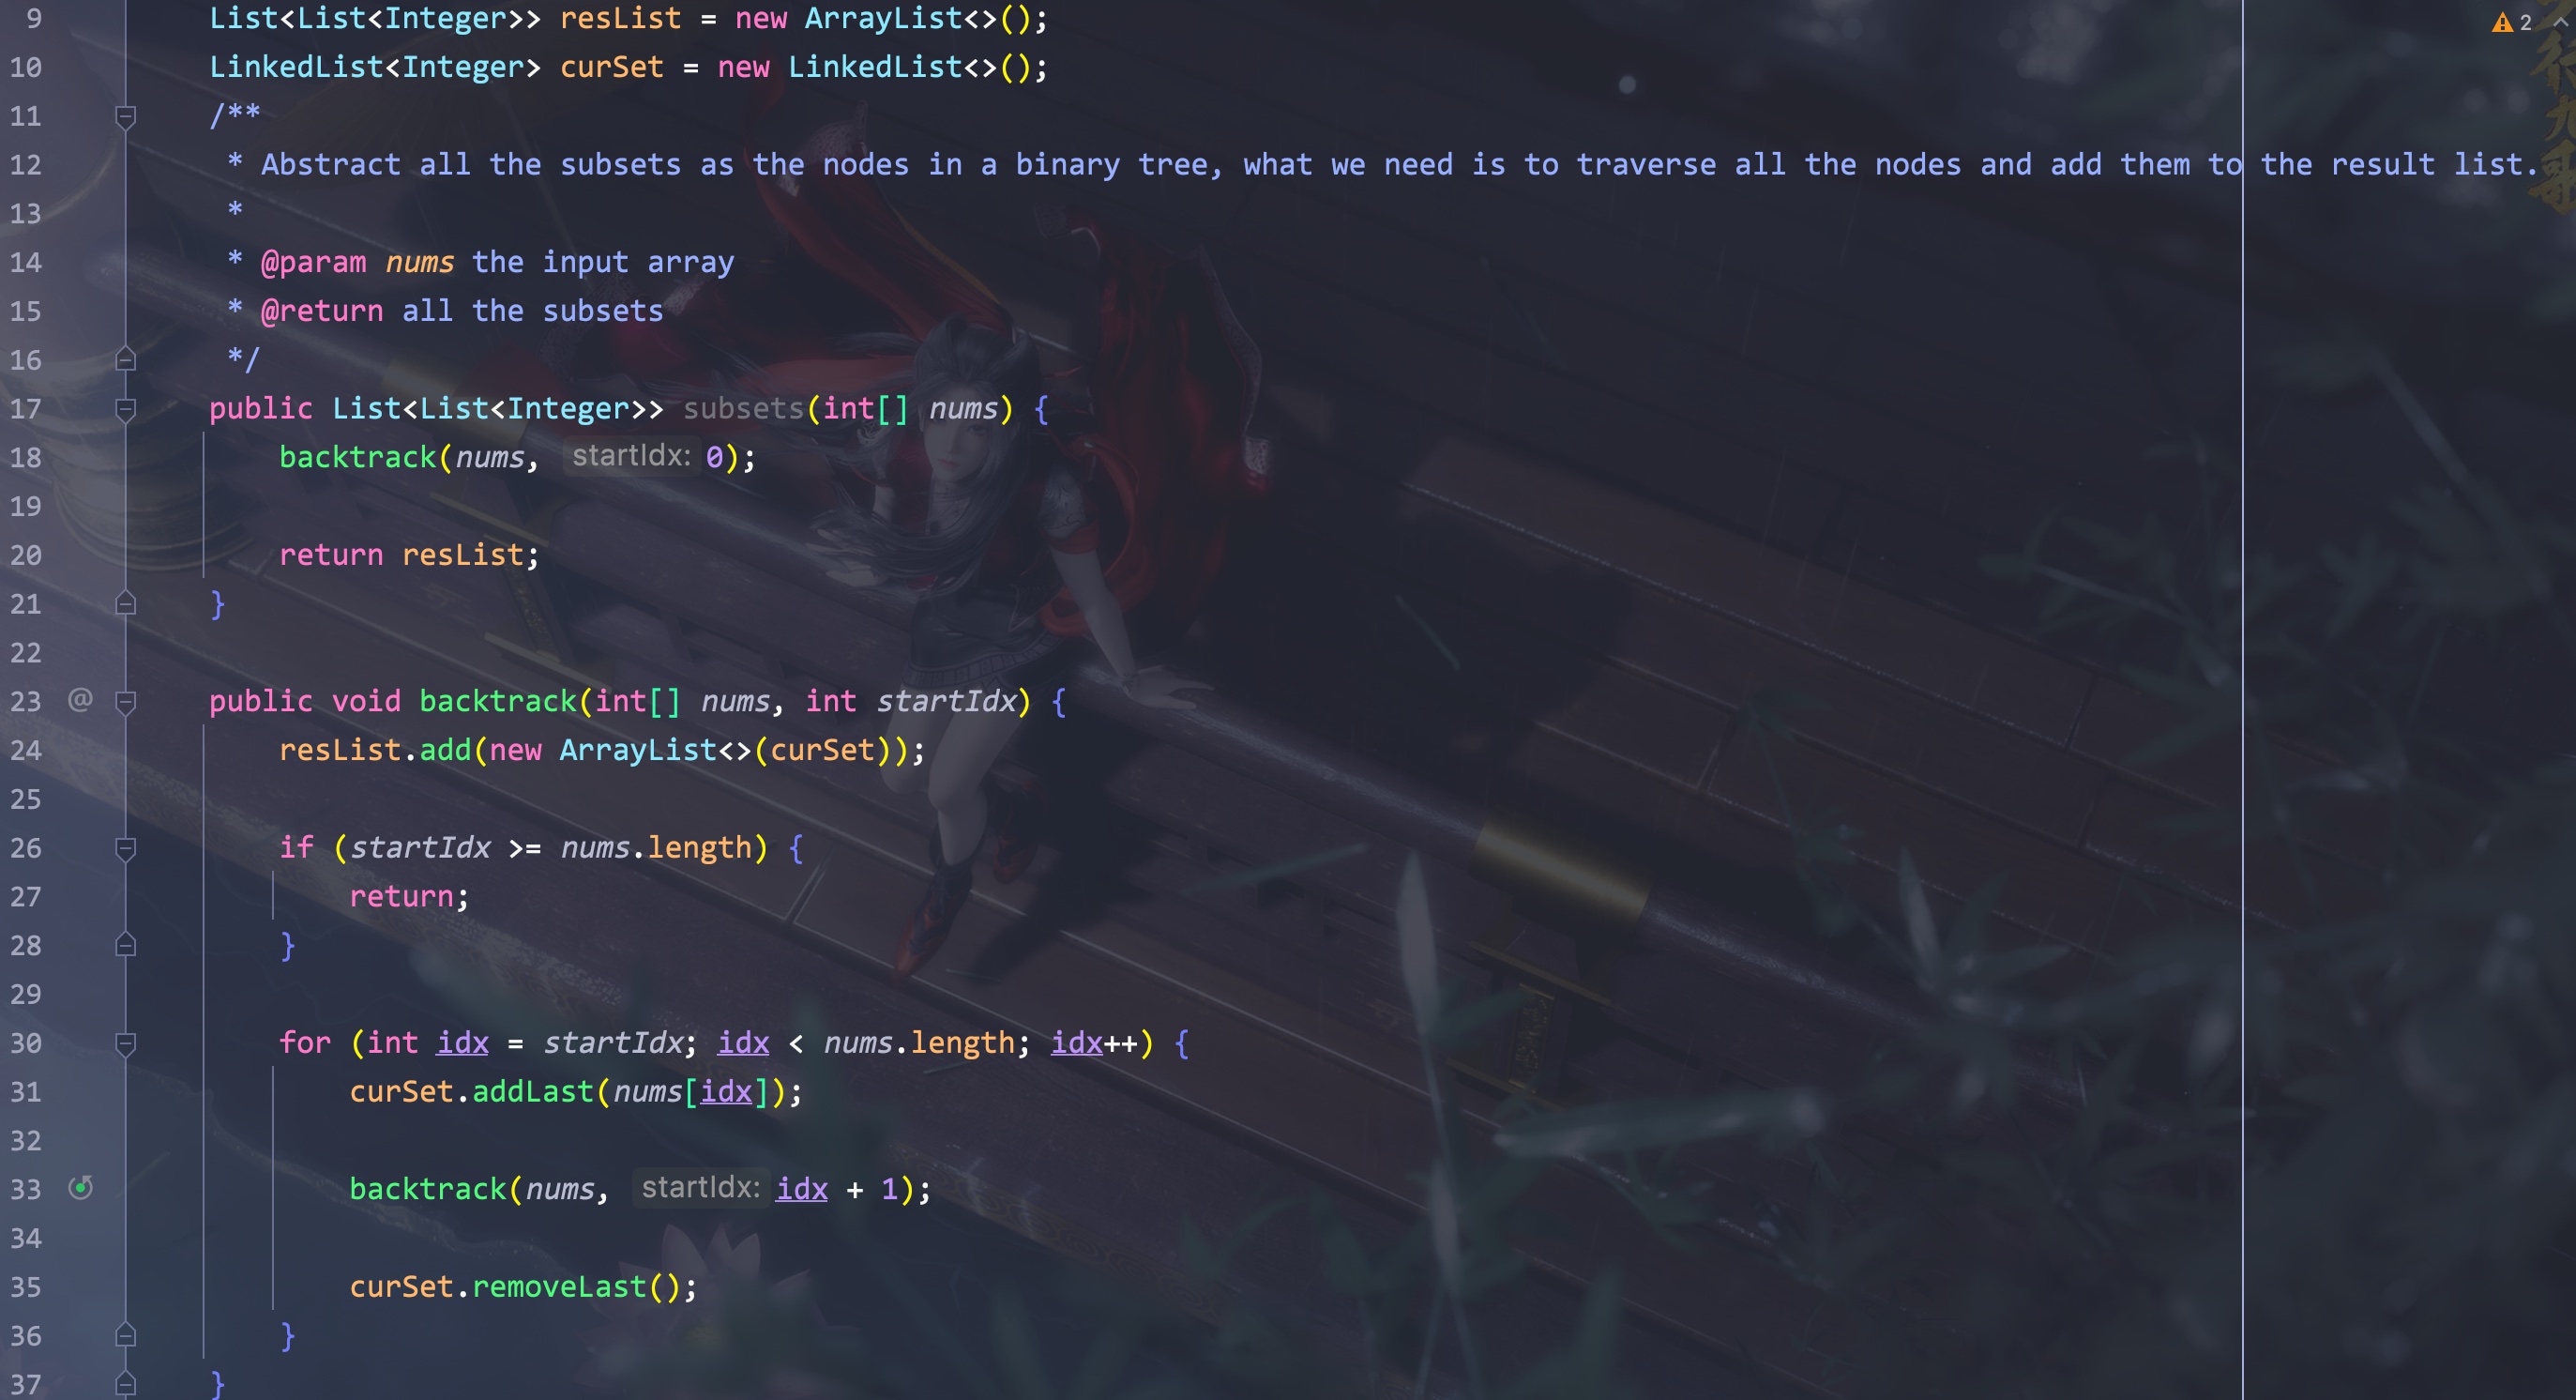 9 List<List<Integer>> resList = new ArrayList<>();
2
10 LinkedList<Integer> curSet = new LinkedList<>();
11 /**
12 * Abstract all the subsets as the nodes in a binary tree, what we need is to traverse all the nodes and add them to the result list.
13 *
14 * @param nums the input array
15 * @return all the subsets
16 */
17 public List<List<Integer>> subsets(int[] nums) {
18 backtrack(nums, startIdx: 0);
19
20 return resList;
21 }
22
23 @ public void backtrack(int[] nums, int startIdx) {
24 resList.add(new ArrayList<>(curSet));
25
26 if (startIdx >= nums.length) {
27 return;
28 }
29
30 for (int idx = startIdx; idx < nums.length; idx++) {
31 curSet.addLast(nums[idx]);
32
33 backtrack(nums, startIdx: idx + 1);
34
35 curSet.removeLast();
36 }
37 }
行九歌